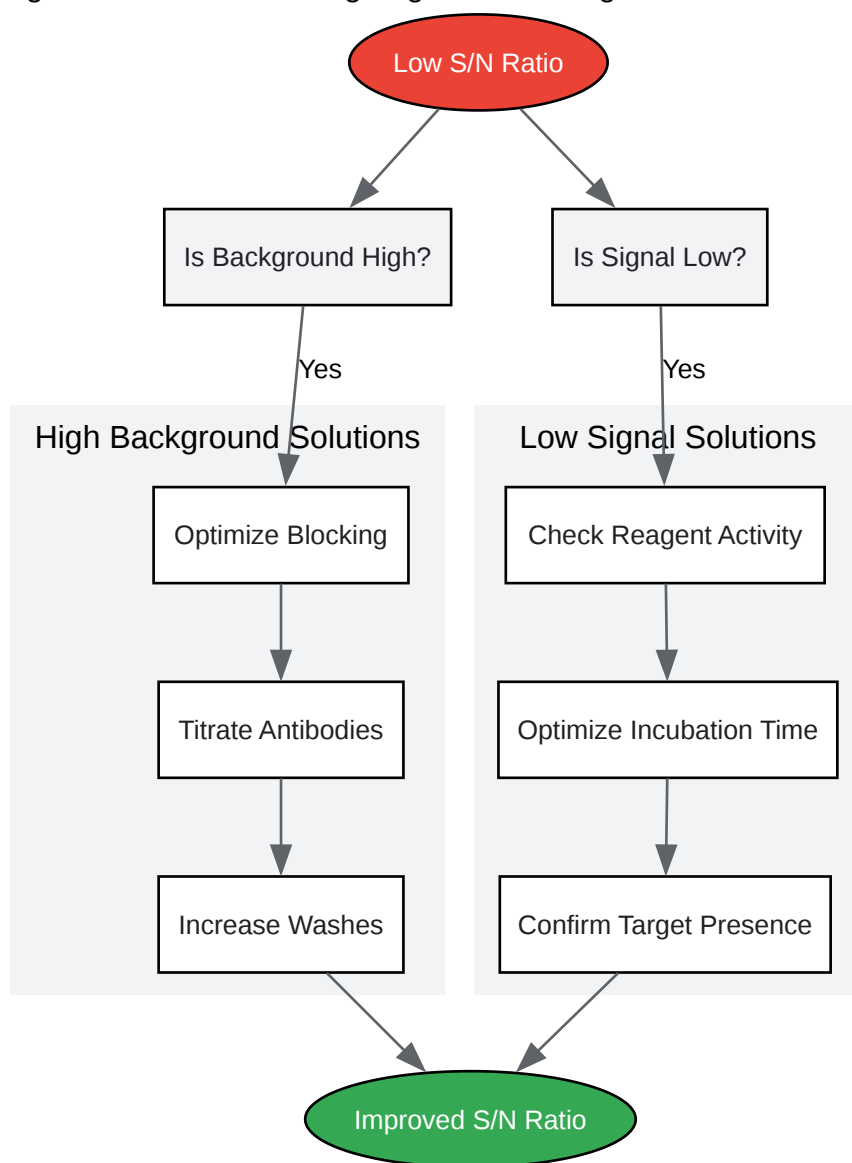 Low S/N Ratio
Is Background High?
Is Signal Low?
Yes
Yes
High Background Solutions
Low Signal Solutions
Optimize Blocking
Check Reagent Activity
Titrate Antibodies
Optimize Incubation Time
Increase Washes
Confirm Target Presence
Improved S/N Ratio